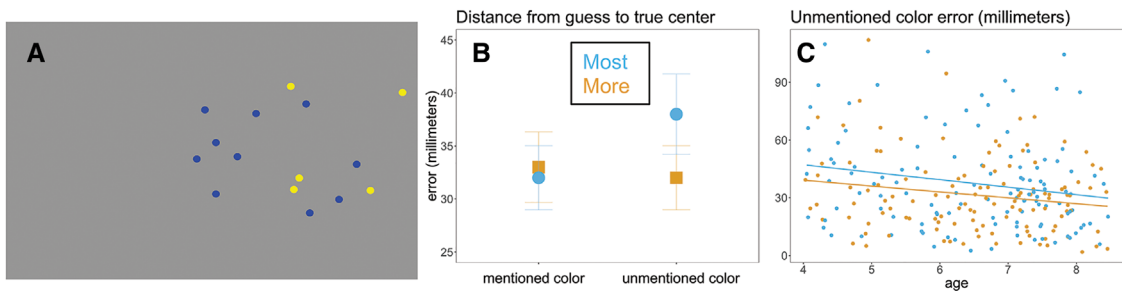 A
Distance from guess to true center
B
Most
More
45
40
35
30
25
error (millimeters)
mentioned color
unmentioned color
Unmentioned color error (millimeters)
C
90
60
30
0
4
5
6
7
8
age